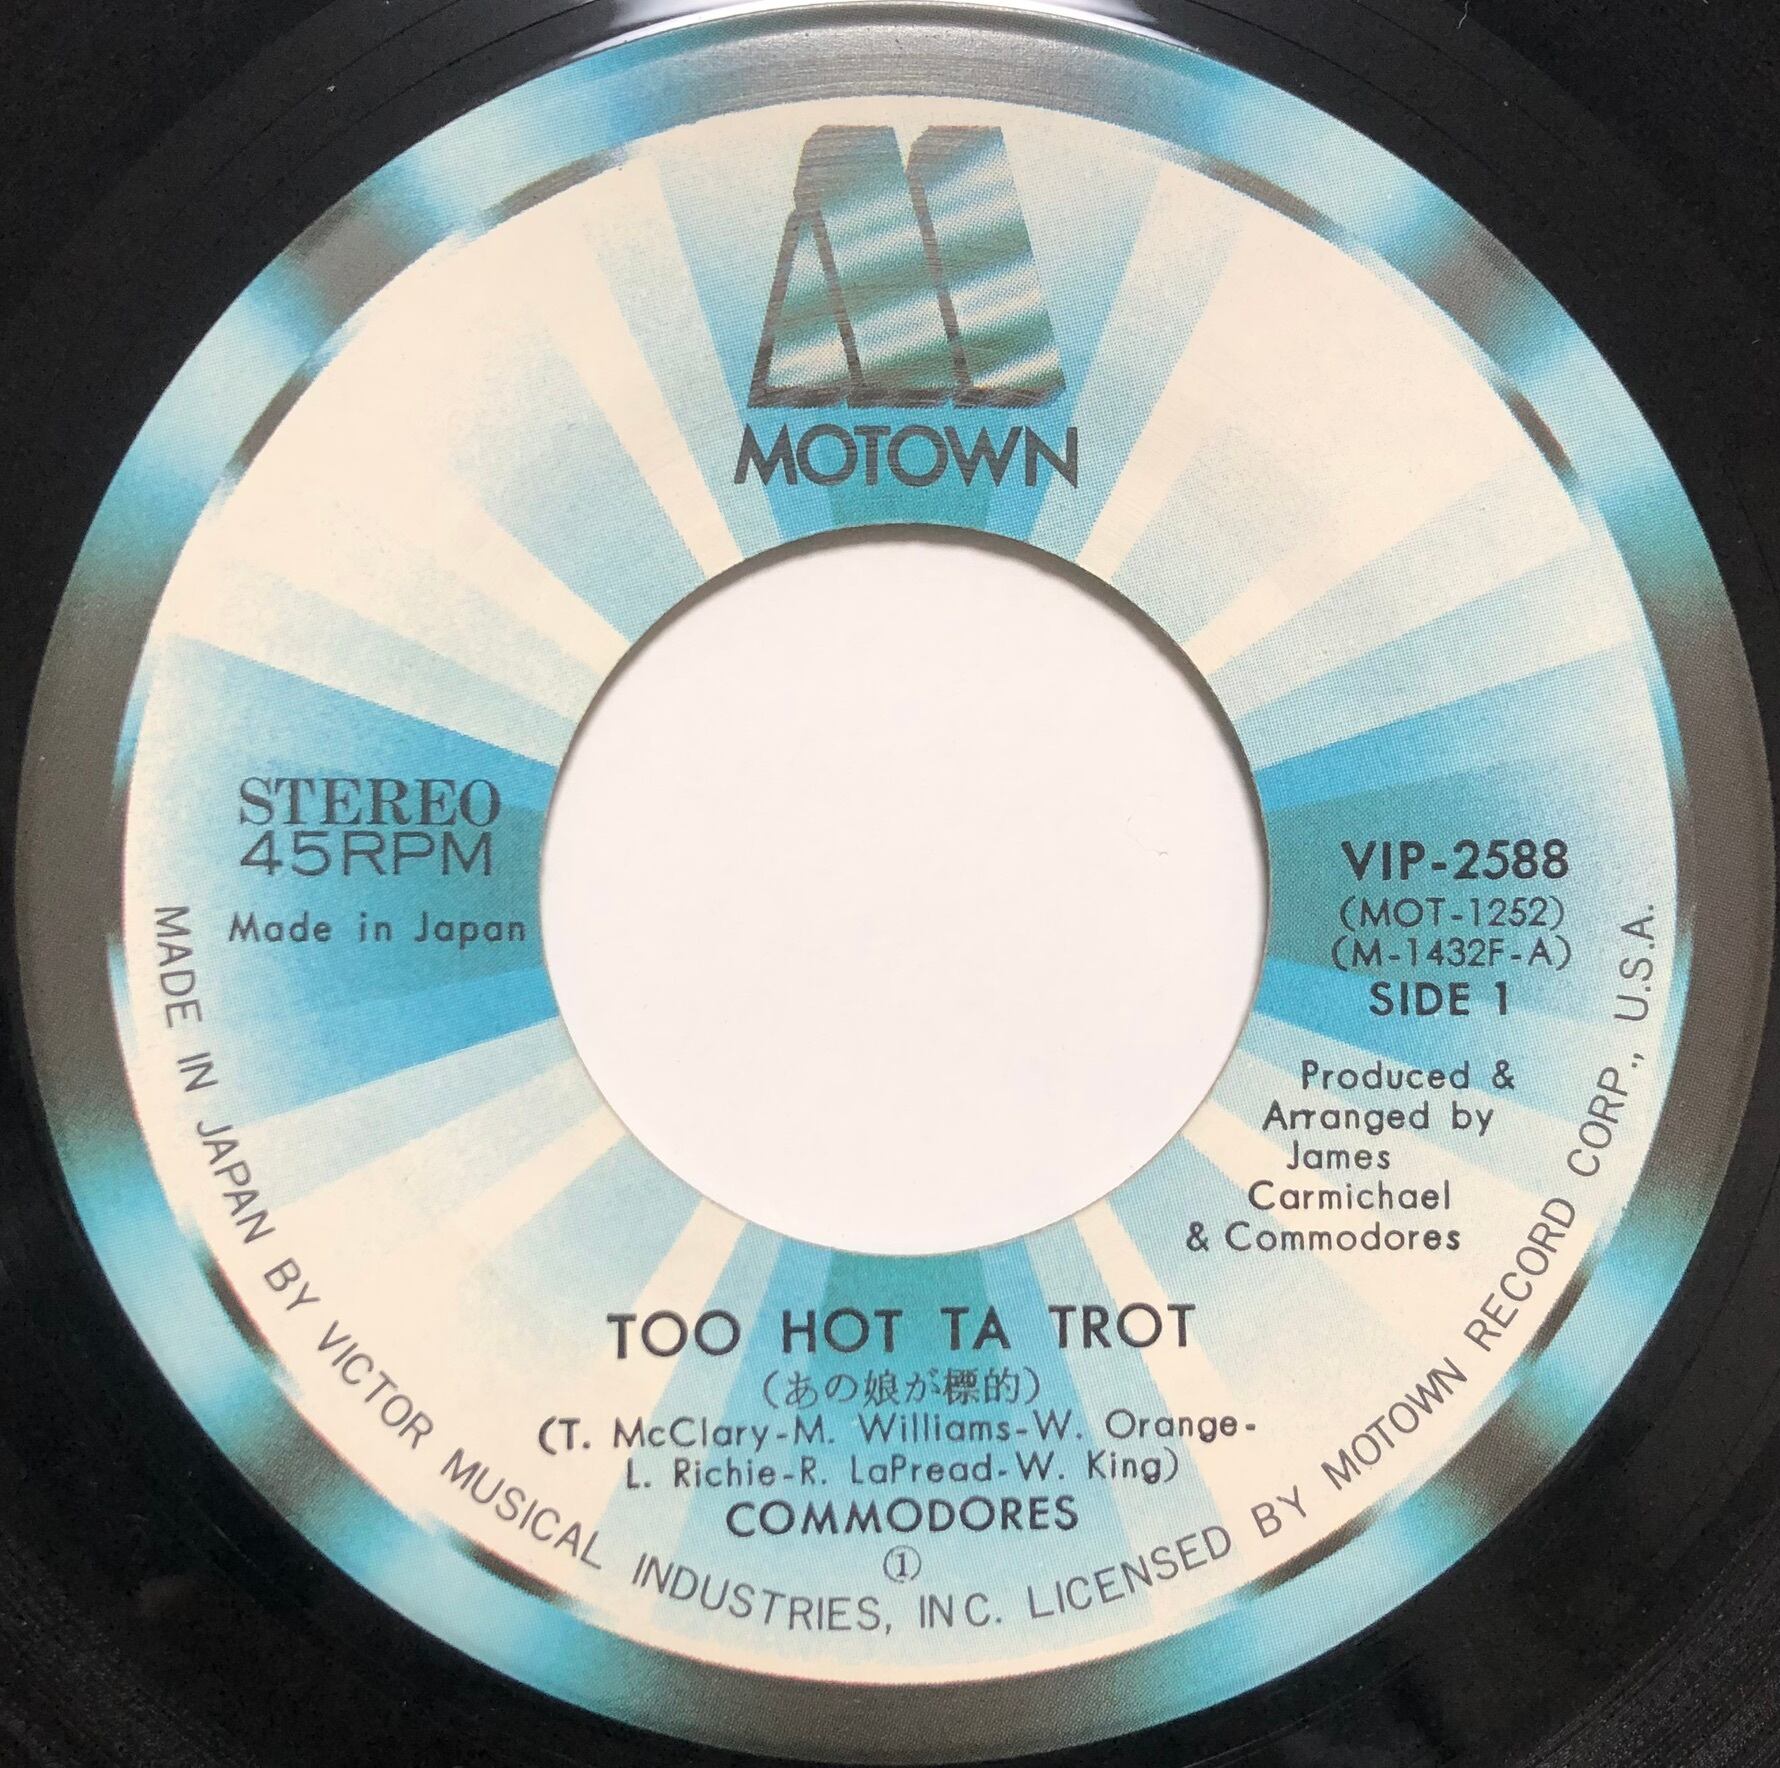 MOTOWN
STEREO
45RPM
Made in Japan
VIP-2588
(MOT-1252)
(M-1432F-A)
SIDE 1
Produced &
Arranged by
James
Carmichael
& Commodores
TOO HOT TA TROT
(あの娘が標的)
(T. McClary-M. Williams-W. Orange-
L. Richie-R. LaPread-W. King)
COMMODORES
①
MADE IN JAPAN BY VICTOR MUSICAL INDUSTRIES, INC. LICENSED BY MOTOWN RECORD CORP., U.S.A.